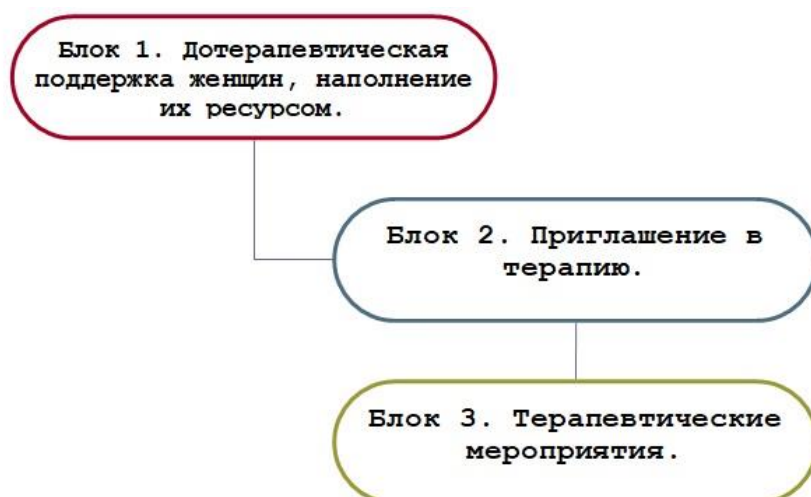 Блок 1. Дотерапевтическая
поддержка женщин, наполнение
их ресурсом.
Блок 2. Приглашение в
терапию.
Блок 3. Терапевтические
мероприятия.